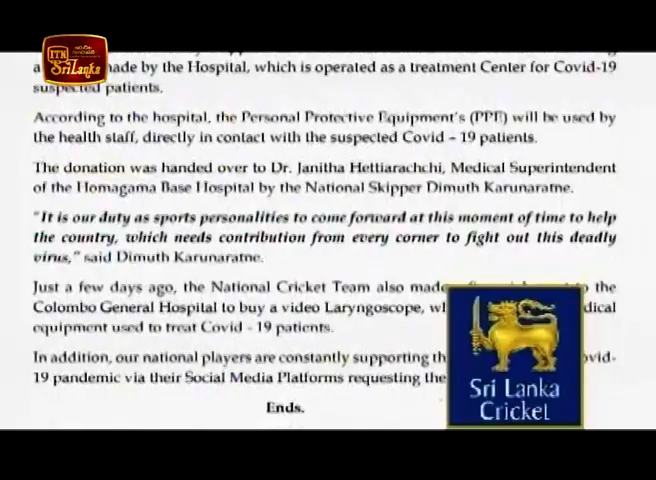 ITN
Sri Lanka
a made by the Hospital, which is operated as a treatment Center for Covid-19
suspected patients.
According to the hospital, the Personal Protective Equipment's (PPE) will be used by
the health staff, directly in contact with the suspected Covid – 19 patients.
The donation was handed over to Dr. Janitha Hettiarachchi, Medical Superintendent
of the Homagama Base Hospital by the National Skipper Dimuth Karunaratne.
"It is our duty as sports personalities to come forward at this moment of time to help
the country, which needs contribution from every corner to fight out this deadly
virus," said Dimuth Karunaratne.
Just a few days ago, the National Cricket Team also made the
Colombo General Hospital to buy a video Laryngoscope, dical
equipment used to treat Covid - 19 patients.
In addition, our national players are constantly supporting th ovid-
19 pandemic via their Social Media Platforms requesting the
Ends.
Sri Lanka
Cricket